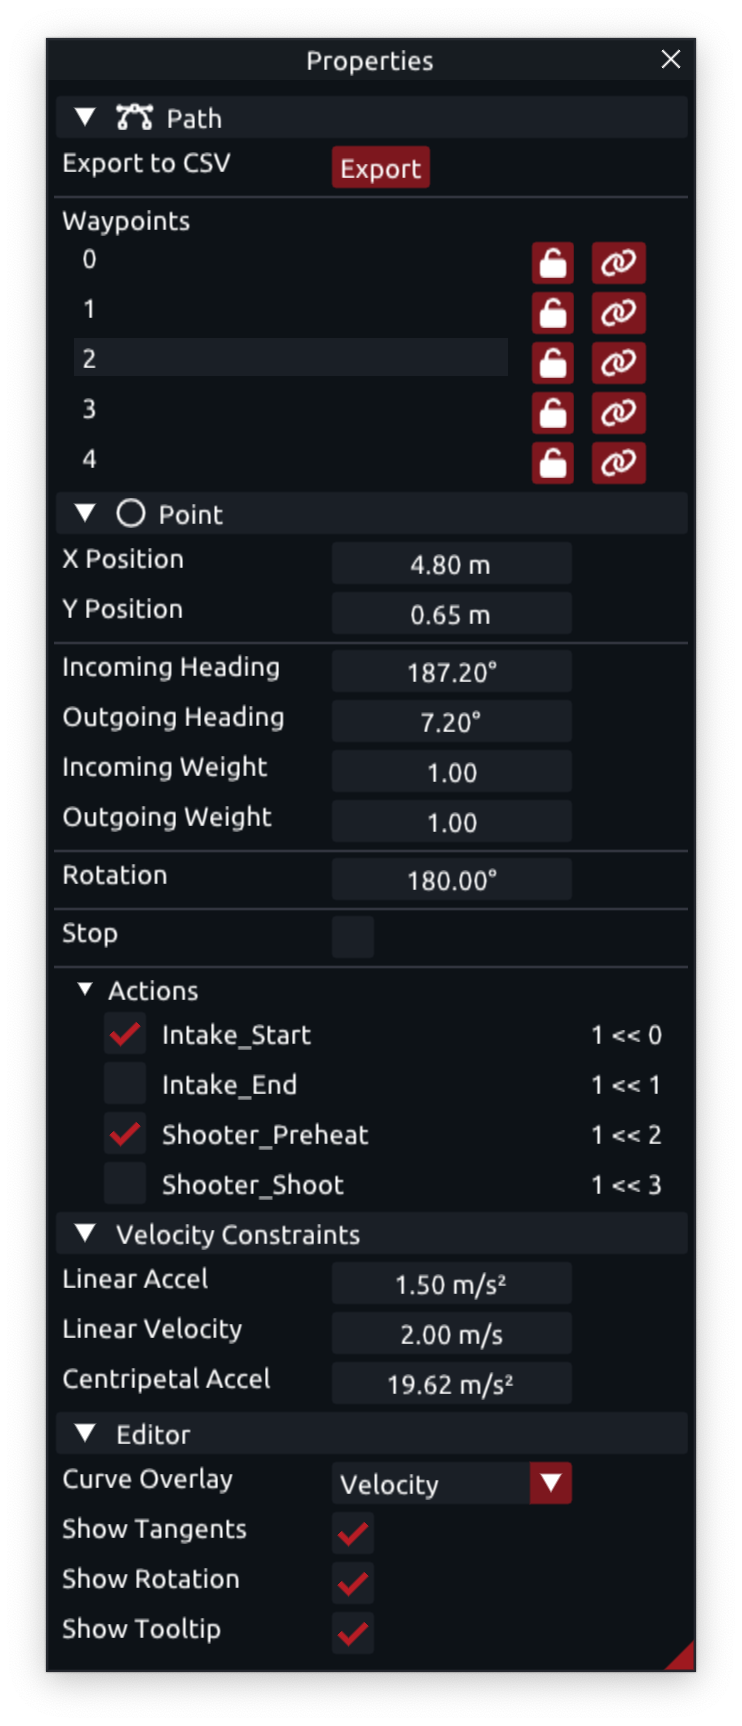 Properties
Path
Export to CSV Export
Waypoints
0
1
2
3
4
Point
X Position 4.80 m
Y Position 0.65 m
Incoming Heading 187.20°
Outgoing Heading 7.20°
Incoming Weight 1.00
Outgoing Weight 1.00
Rotation 180.00°
Stop
Actions
Intake_Start 1 << 0
Intake_End 1 << 1
Shooter_Preheat 1 << 2
Shooter_Shoot 1 << 3
Velocity Constraints
Linear Accel 1.50 m/s²
Linear Velocity 2.00 m/s
Centripetal Accel 19.62 m/s²
Editor
Curve Overlay Velocity
Show Tangents
Show Rotation
Show Tooltip